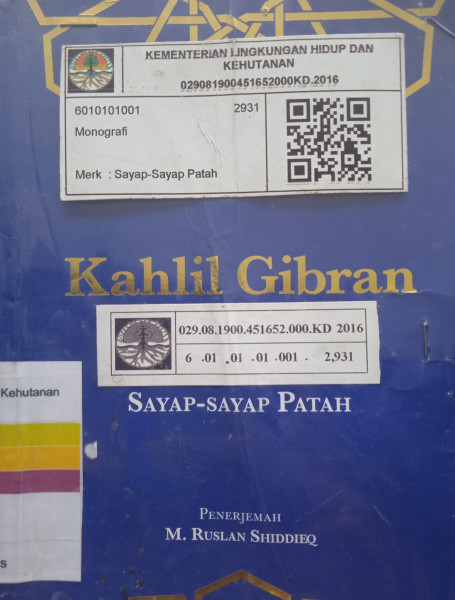 KEMENTERIAN LINGKUNGAN HIDUP DAN
KEHUTANAN
029081900451652000KD.2016
6010101001 2931
Monografi
Merk : Sayap-Sayap Patah
Kahlil Gibran
029.08.1900.451652.000.KD 2016
6 .01 .01 .01 .001 . 2,931
Kehutanan
SAYAP-SAYAP PATAH
PENERJEMAH
M. RUSLAN SHIDDIEQ